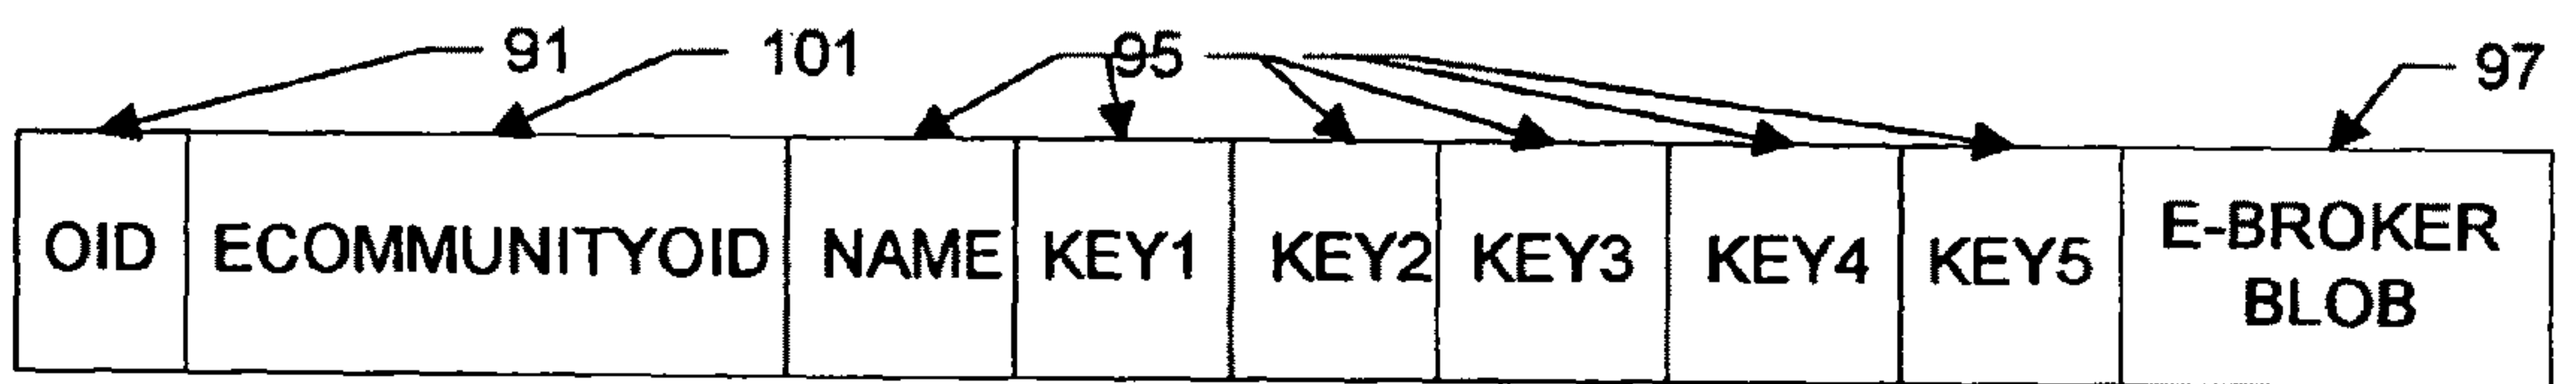 91 101 95 97
OID ECOMMUNITYOID NAME KEY1 KEY2 KEY3 KEY4 KEY5 E-BROKER
BLOB